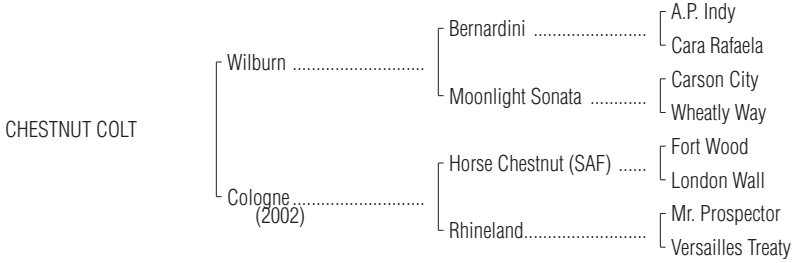 A.P. Indy
Bernardini ........................
Cara Rafaela
Wilburn ............................
Carson City
Moonlight Sonata ............
Wheatly Way
CHESTNUT COLT
Fort Wood
Horse Chestnut (SAF) ......
London Wall
Cologne............................
(2002)
Mr. Prospector
Rhineland..........................
Versailles Treaty